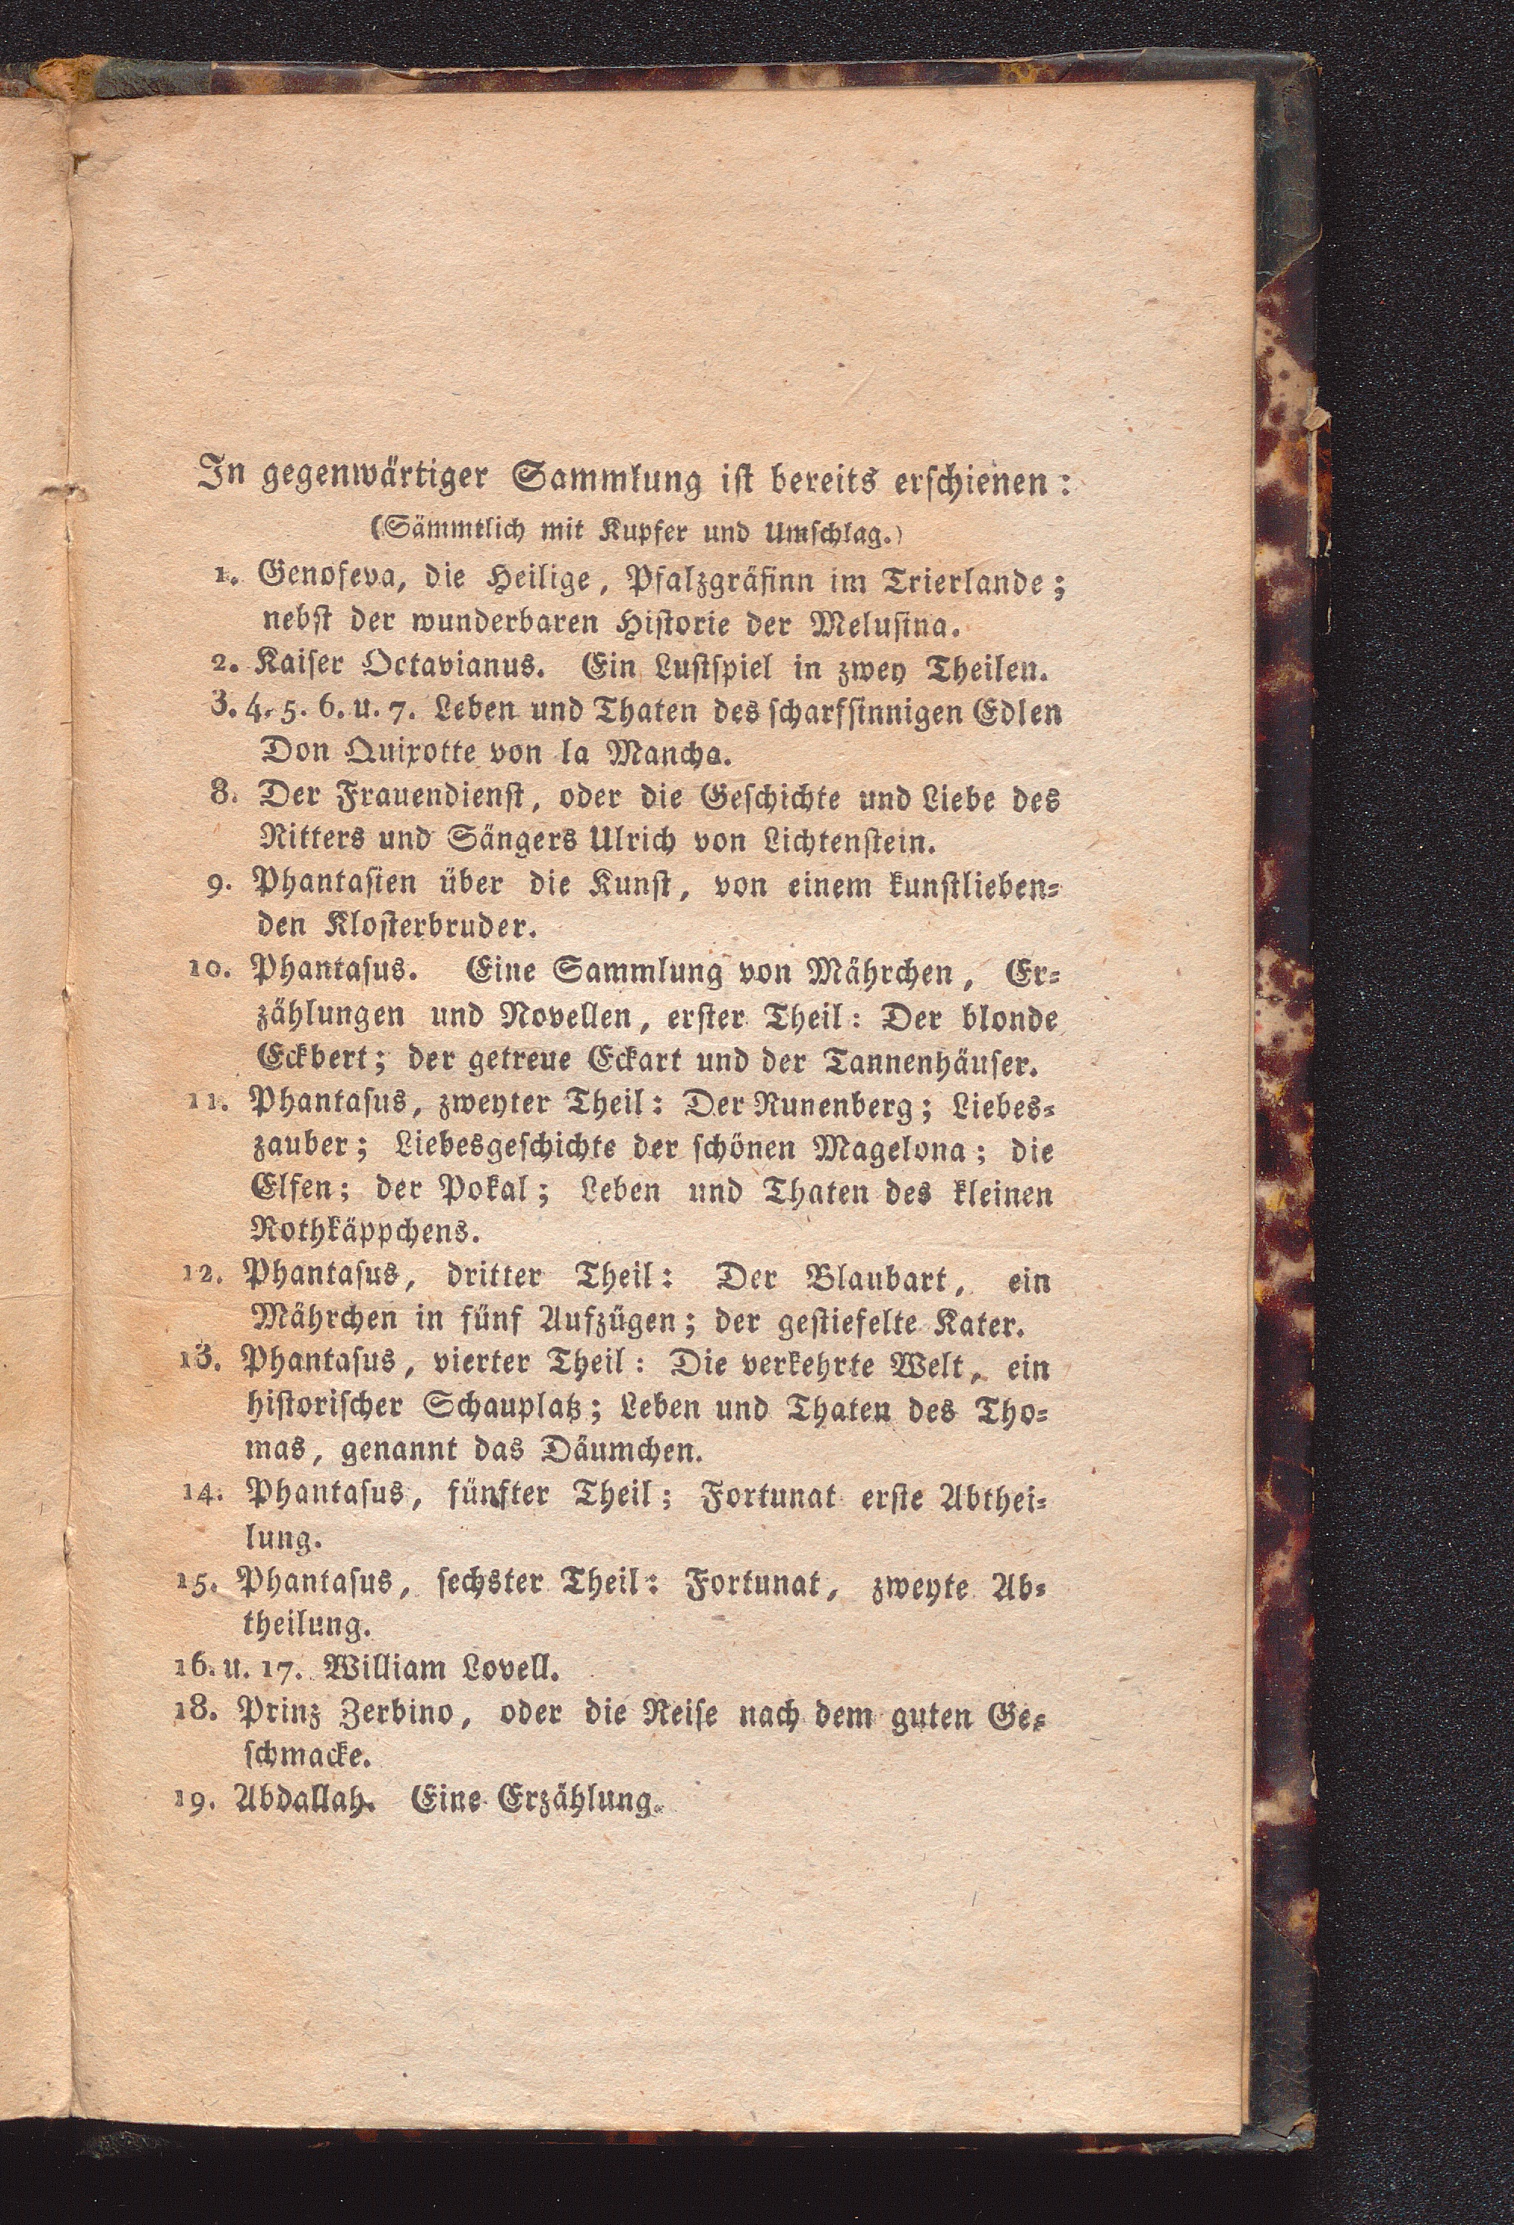 In gegenwärtiger Sammlung ist bereits erschienen:
(Sämmtlich mit Kupfer und Umschlag.)
1. Genofeva, die Heilige, Pfalzgräfinn im Trierlande;
nebst der wunderbaren Historie der Melusina.
2. Kaiser Octavianus. Ein Lustspiel in zwey Theilen.
3. 4. 5. 6. u. 7. Leben und Thaten des scharfsinnigen Edlen
Don Quixotte von la Mancha.
8. Der Frauendienst, oder die Geschichte und Liebe des
Ritters und Sängers Ulrich von Lichtenstein.
9. Phantasien über die Kunst, von einem kunstlieben-
den Klosterbruder.
10. Phantasus. Eine Sammlung von Mährchen, Er-
zählungen und Novellen, erster Theil: Der blonde
Eckbert; der getreue Eckart und der Tannenhäuser.
11. Phantasus, zweyter Theil: Der Runenberg; Liebes-
zauber; Liebesgeschichte der schönen Magelona; die
Elfen; der Pokal; Leben und Thaten des kleinen
Rothkäppchens.
12. Phantasus, dritter Theil: Der Blaubart, ein
Mährchen in fünf Aufzügen; der gestiefelte Kater.
13. Phantasus, vierter Theil: Die verkehrte Welt, ein
historischer Schauplatz; Leben und Thaten des Tho-
mas, genannt das Däumchen.
14. Phantasus, fünfter Theil; Fortunat erste Abthei-
lung.
15. Phantasus, sechster Theil: Fortunat, zweyte Ab-
theilung.
16. u. 17. William Lovell.
18. Prinz Zerbino, oder die Reise nach dem guten Ge-
schmacke.
19. Abdallah. Eine Erzählung.